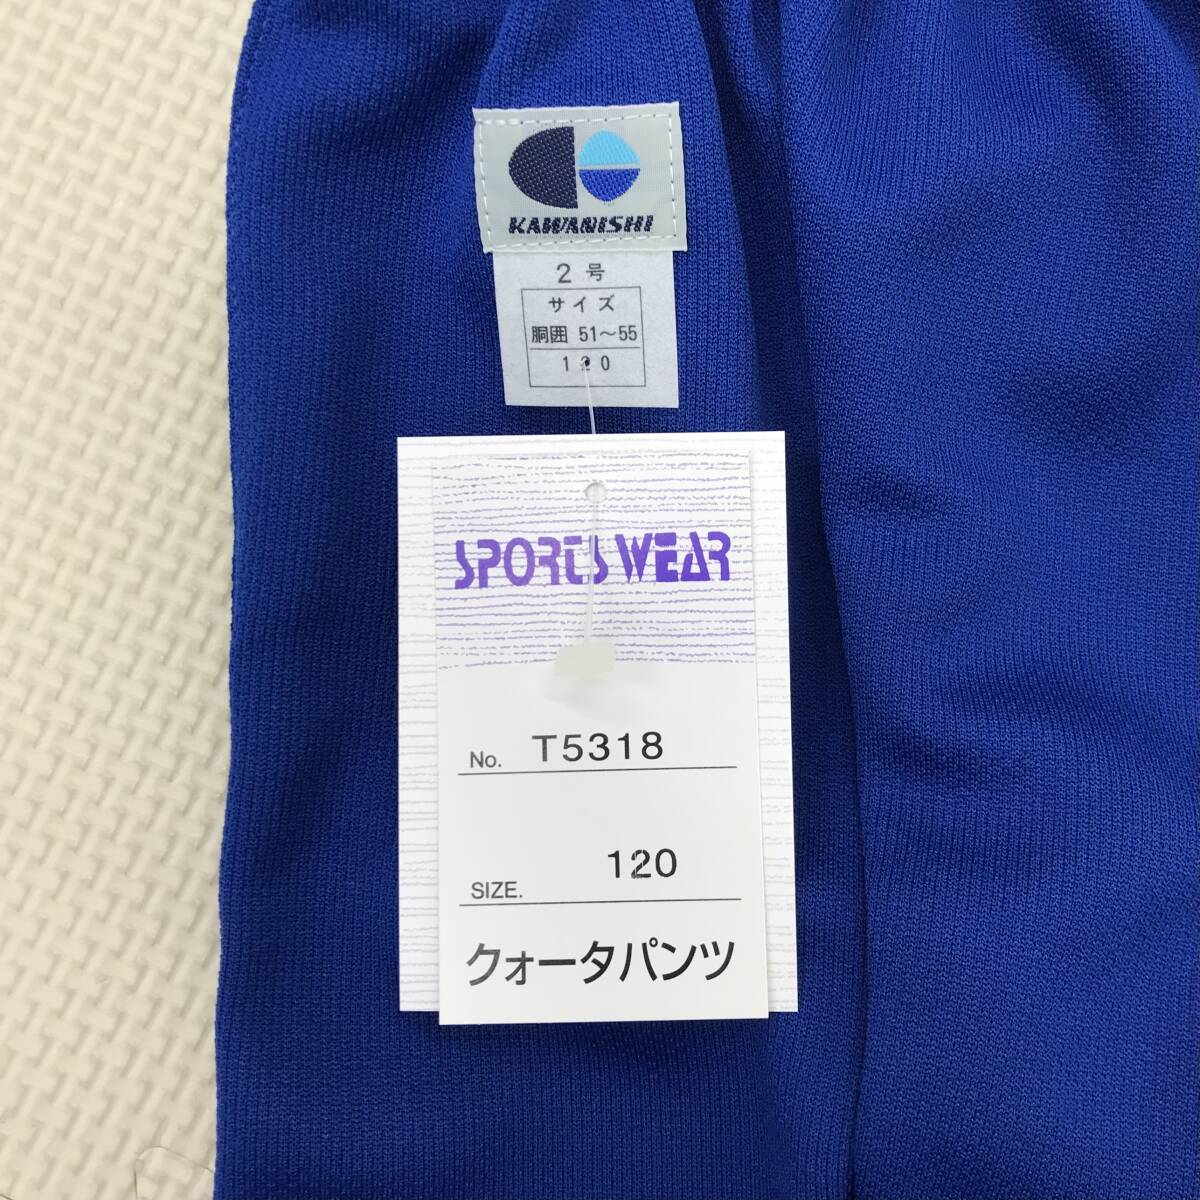 KAWANISHI
2号
サイズ
胴囲 51〜55
120
SPORTS WEAR
No. T5318
SIZE. 120
クォータパンツ